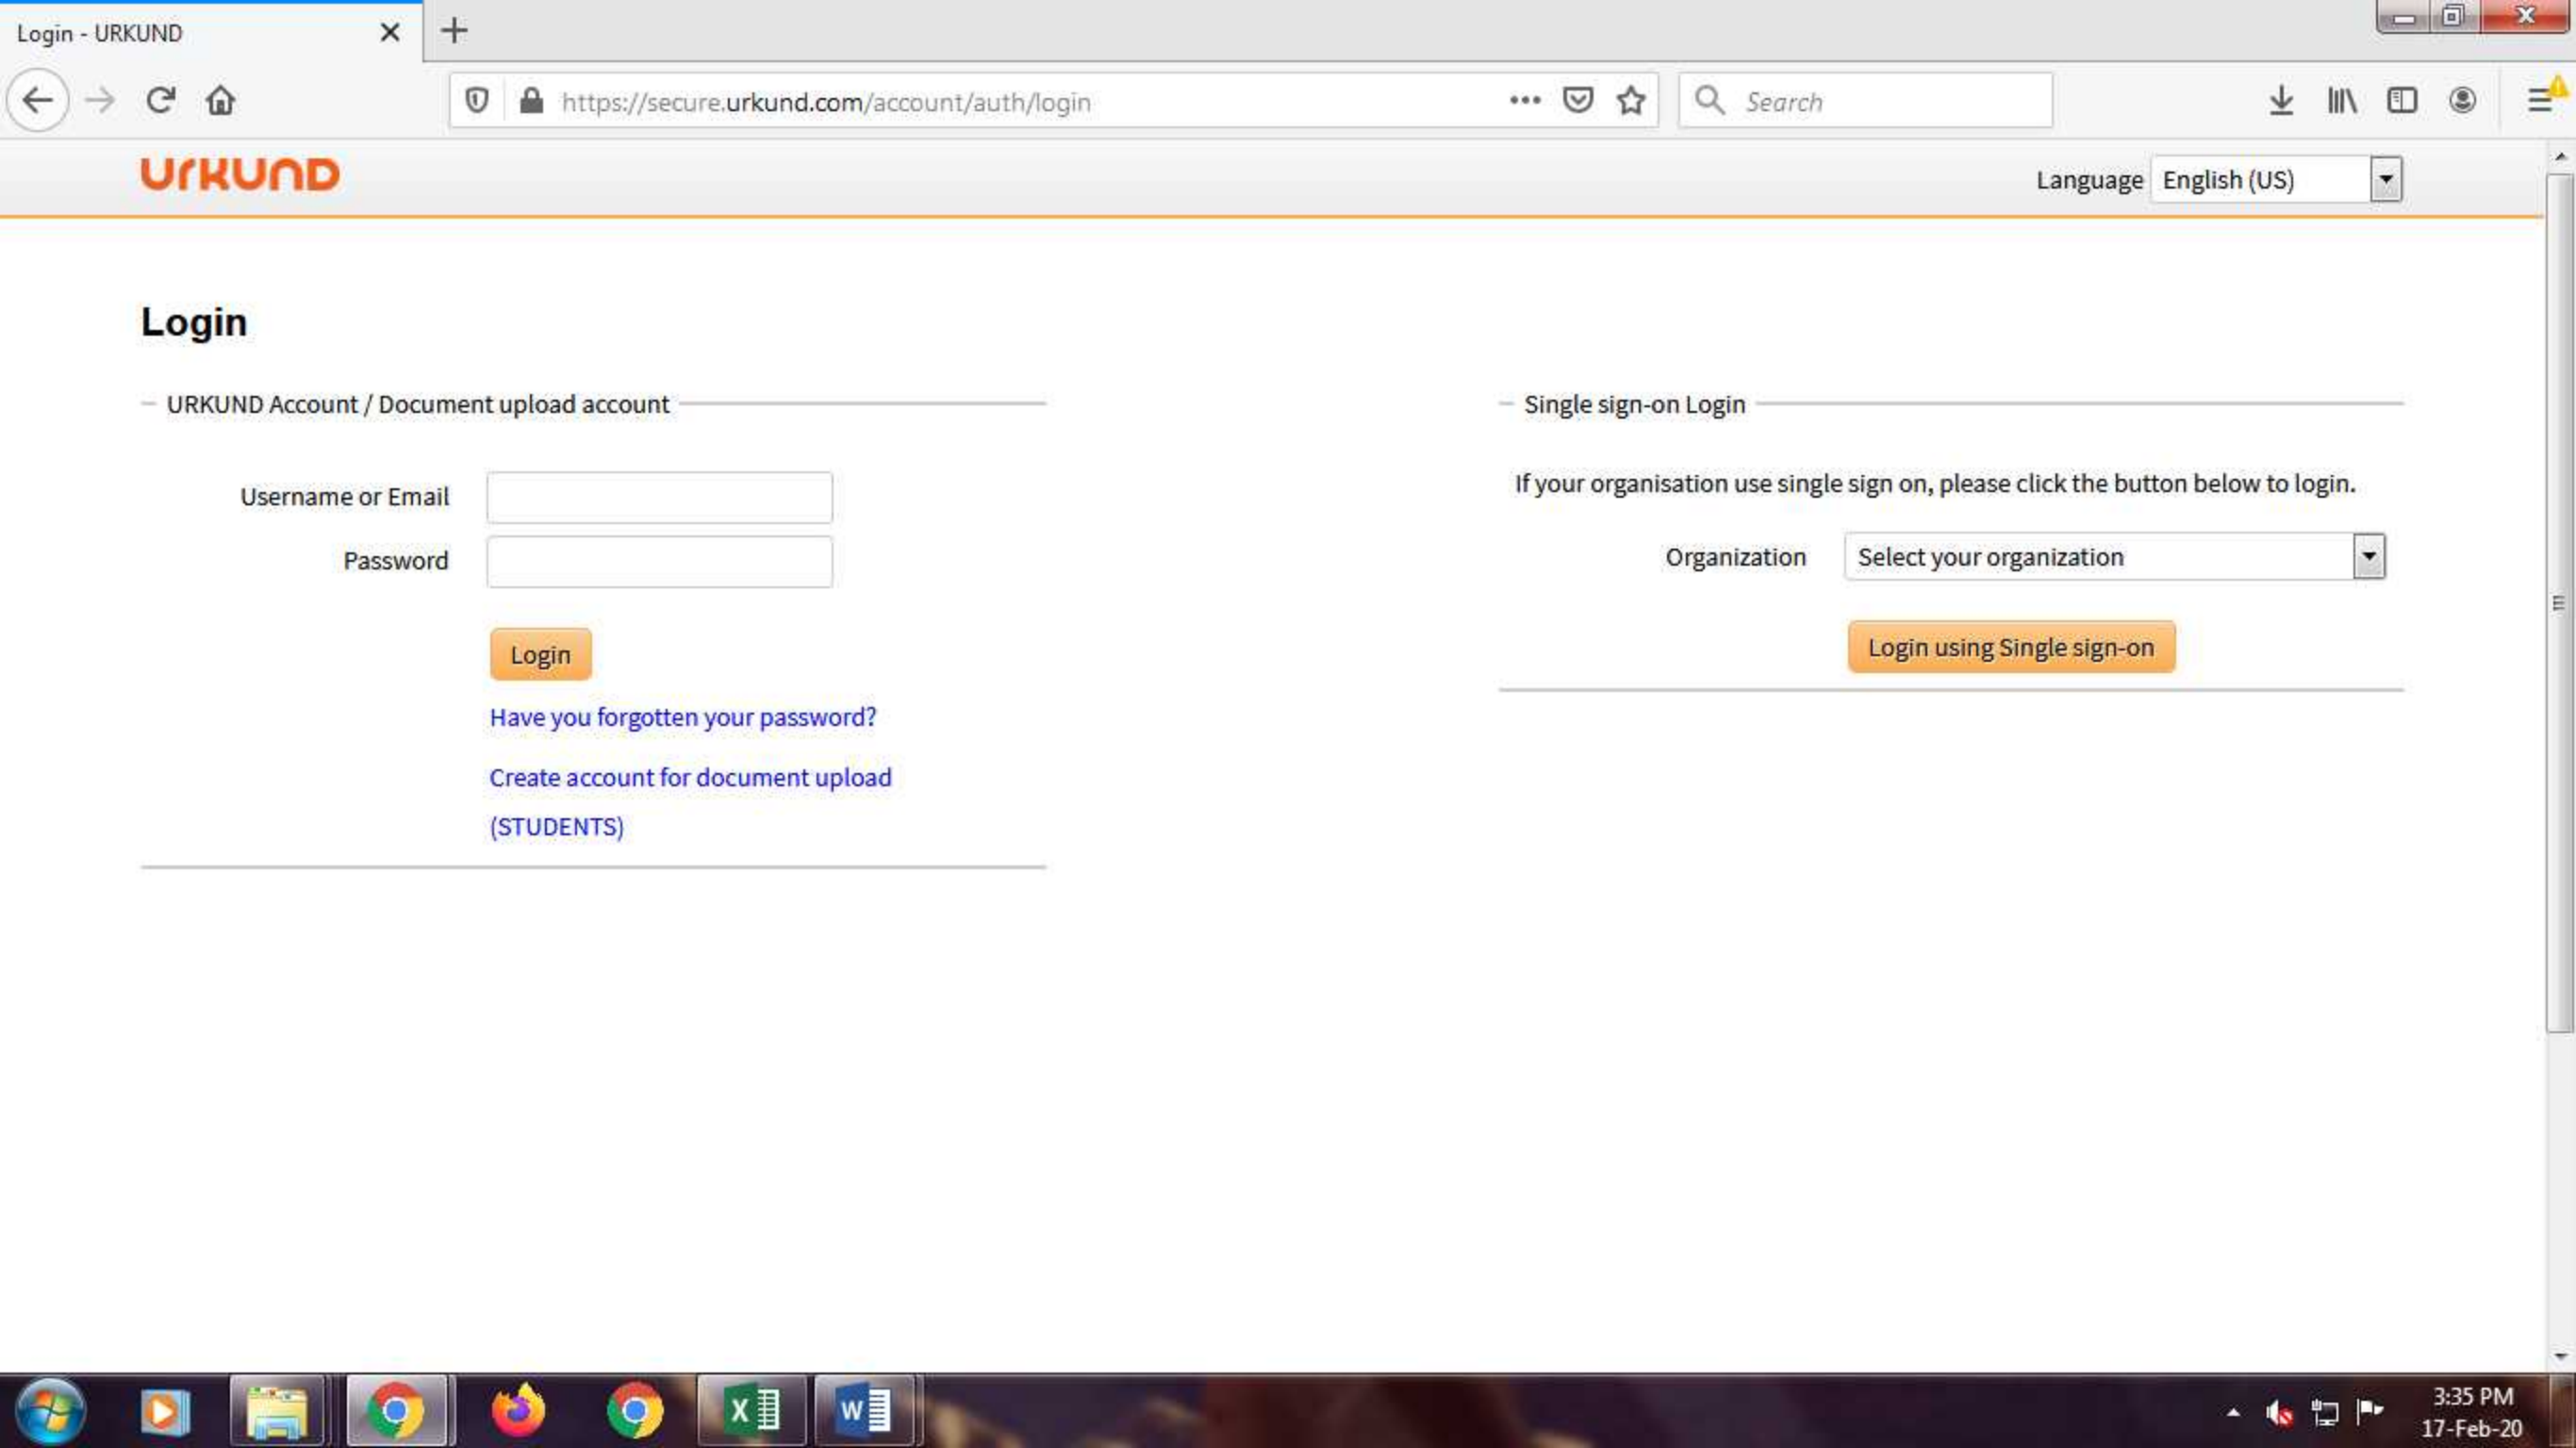 Login - URKUND
https://secure.urkund.com/account/auth/login
Search
URKUND
Language English (US)
Login
URKUND Account / Document upload account
Username or Email
Password
Login
Have you forgotten your password?
Create account for document upload
(STUDENTS)
Single sign-on Login
If your organisation use single sign on, please click the button below to login.
Organization Select your organization
Login using Single sign-on
3:35 PM
17-Feb-20